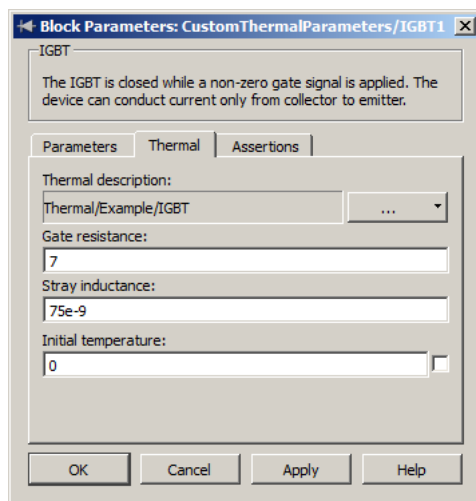 Block Parameters: CustomThermalParameters/IGBT1
IGBT
The IGBT is closed while a non-zero gate signal is applied. The
device can conduct current only from collector to emitter.
Parameters Thermal Assertions
Thermal description:
Thermal/Example/IGBT ...
Gate resistance:
7
Stray inductance:
75e-9
Initial temperature:
0
OK Cancel Apply Help